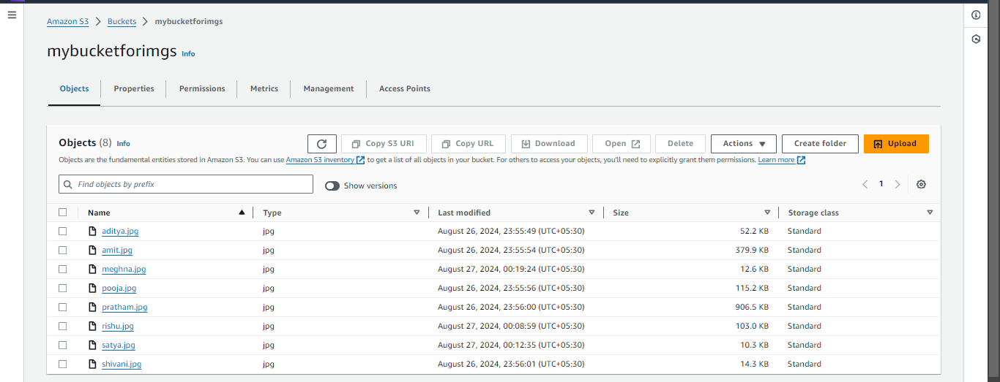 Amazon S3 > Buckets > mybucketforimgs
mybucketforimgs Info
Objects Properties Permissions Metrics Management Access Points
Objects (8) Info Copy S3 URI Copy URL Download Open Delete Actions Create folder Upload
Objects are the fundamental entities stored in Amazon S3. You can use Amazon S3 inventory to get a list of all objects in your bucket. For others to access your objects, you'll need to explicitly grant them permissions. Learn more
Find objects by prefix Show versions 1
Name Type Last modified Size Storage class
aditya.jpg jpg August 26, 2024, 23:55:49 (UTC+05:30) 52.2 KB Standard
amit.jpg jpg August 26, 2024, 23:55:54 (UTC+05:30) 379.9 KB Standard
meghna.jpg jpg August 27, 2024, 00:19:24 (UTC+05:30) 12.6 KB Standard
pooja.jpg jpg August 26, 2024, 23:55:56 (UTC+05:30) 115.2 KB Standard
pratham.jpg jpg August 26, 2024, 23:56:00 (UTC+05:30) 906.5 KB Standard
rishu.jpg jpg August 27, 2024, 00:08:59 (UTC+05:30) 103.0 KB Standard
satya.jpg jpg August 27, 2024, 00:12:35 (UTC+05:30) 10.3 KB Standard
shivani.jpg jpg August 26, 2024, 23:56:01 (UTC+05:30) 14.3 KB Standard